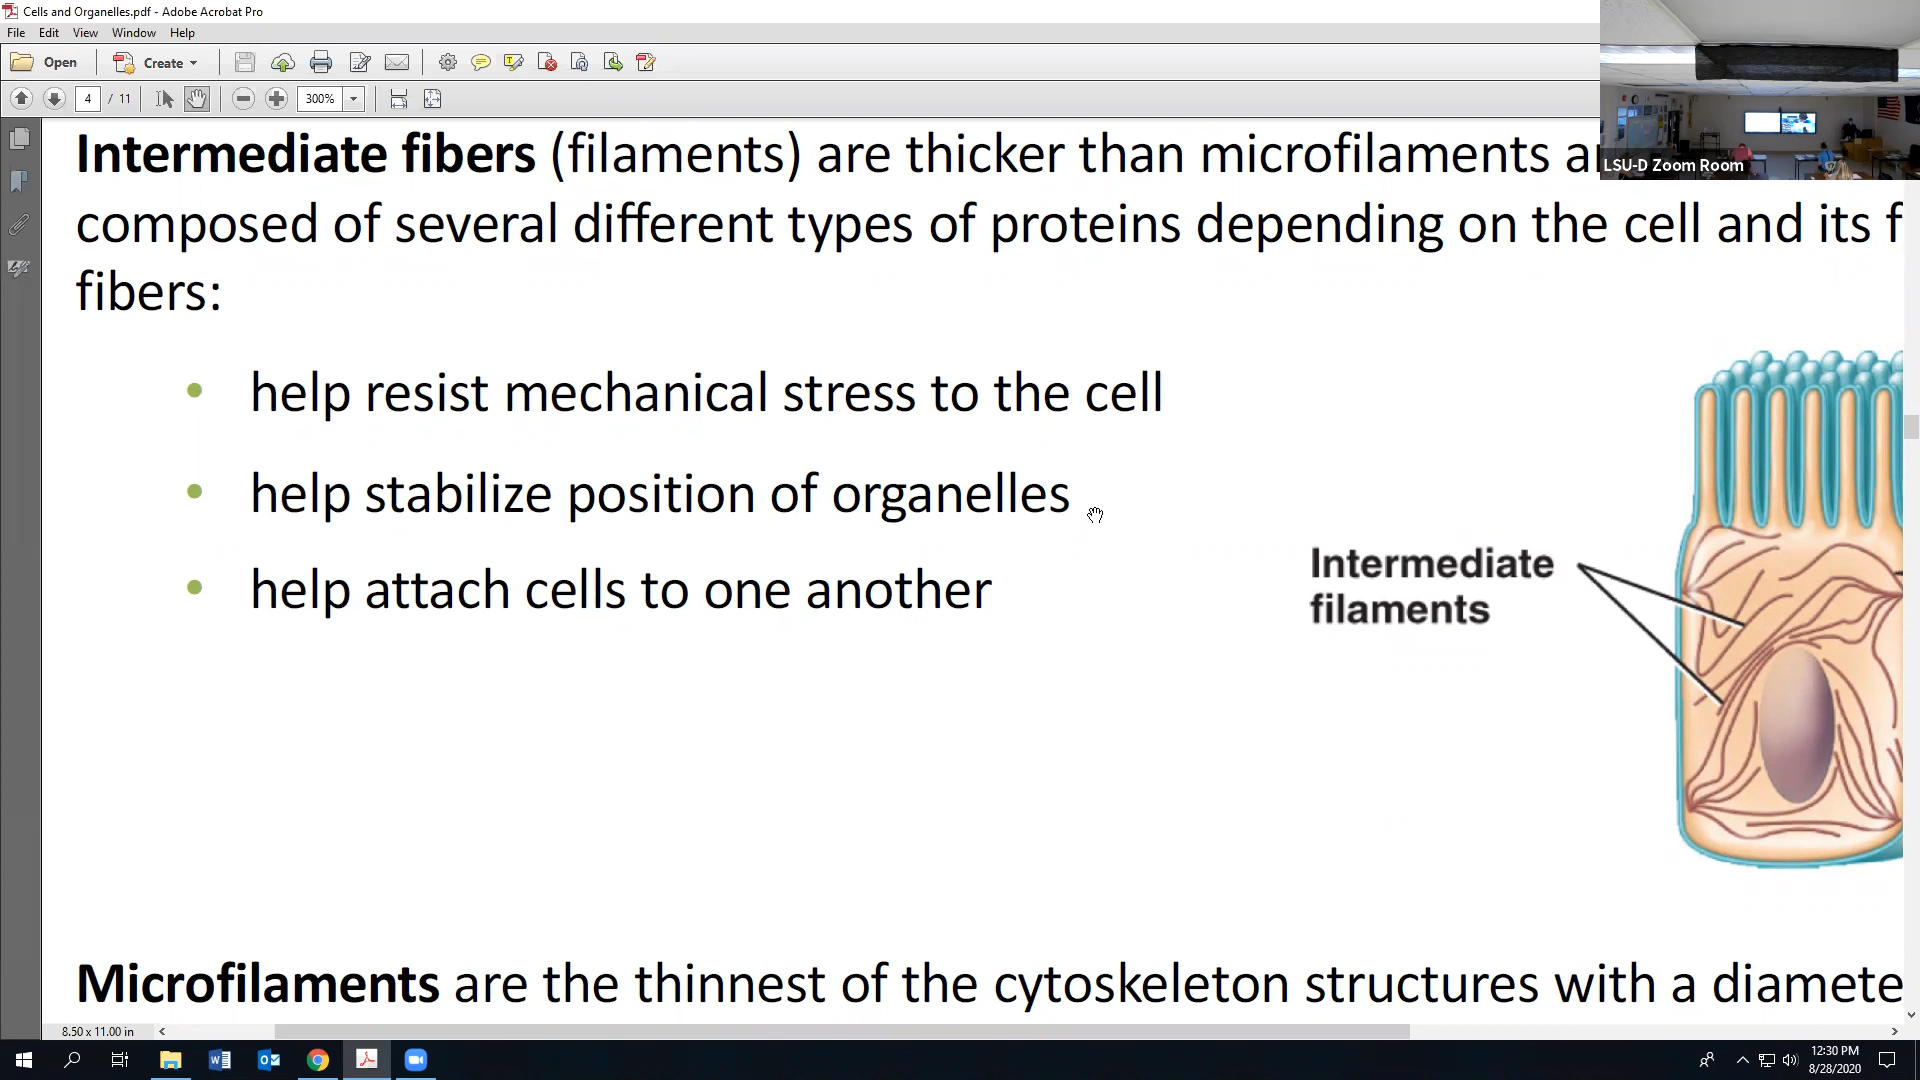 Cells and Organelles.pdf - Adobe Acrobat Pro
File Edit View Window Help
Open Create
4 / 11 300%
LSU-D Zoom Room
Intermediate fibers (filaments) are thicker than microfilaments
composed of several different types of proteins depending on the cell and its
fibers:
• help resist mechanical stress to the cell
• help stabilize position of organelles
• help attach cells to one another
Intermediate
filaments
Microfilaments are the thinnest of the cytoskeleton structures with a
8.50 x 11.00 in
12:30 PM
8/28/2020